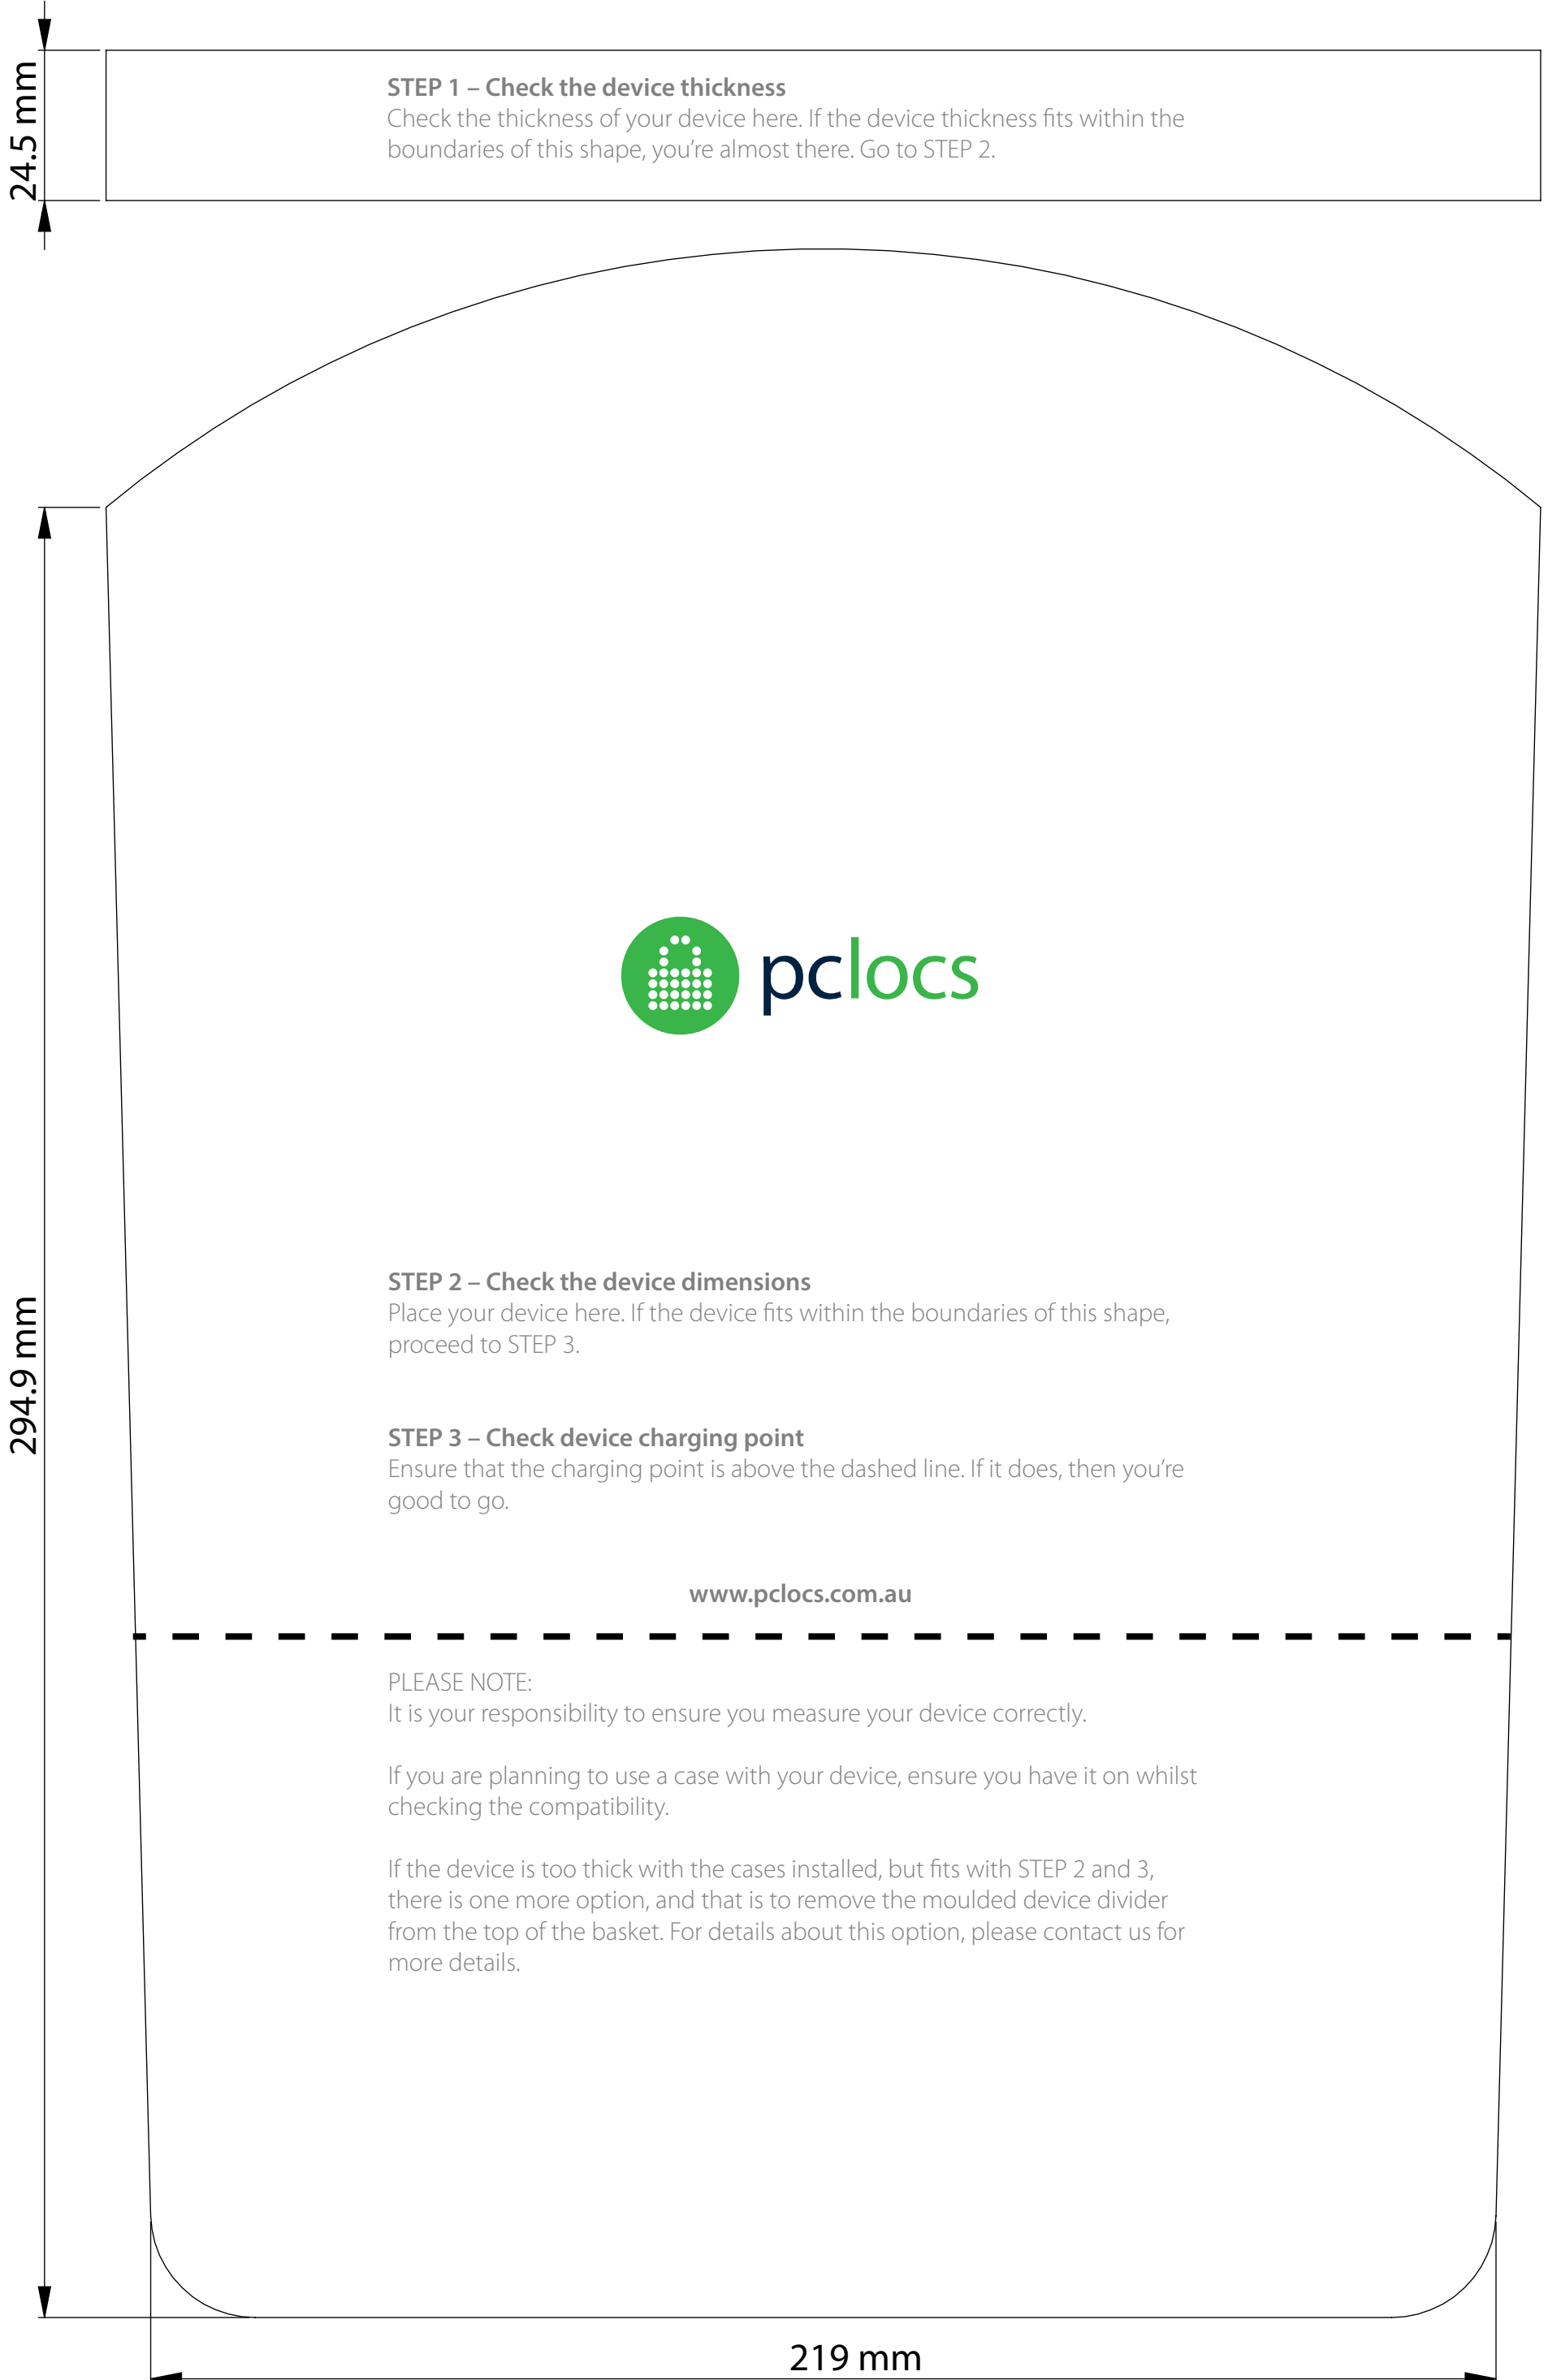 24.5 mm
STEP 1 – Check the device thickness
Check the thickness of your device here. If the device thickness fits within the
boundaries of this shape, you’re almost there. Go to STEP 2.
pclocs
STEP 2 – Check the device dimensions
Place your device here. If the device fits within the boundaries of this shape,
proceed to STEP 3.
294.9 mm
STEP 3 – Check device charging point
Ensure that the charging point is above the dashed line. If it does, then you’re
good to go.
www.pclocs.com.au
PLEASE NOTE:
It is your responsibility to ensure you measure your device correctly.
If you are planning to use a case with your device, ensure you have it on whilst
checking the compatibility.
If the device is too thick with the cases installed, but fits with STEP 2 and 3,
there is one more option, and that is to remove the moulded device divider
from the top of the basket. For details about this option, please contact us for
more details.
219 mm